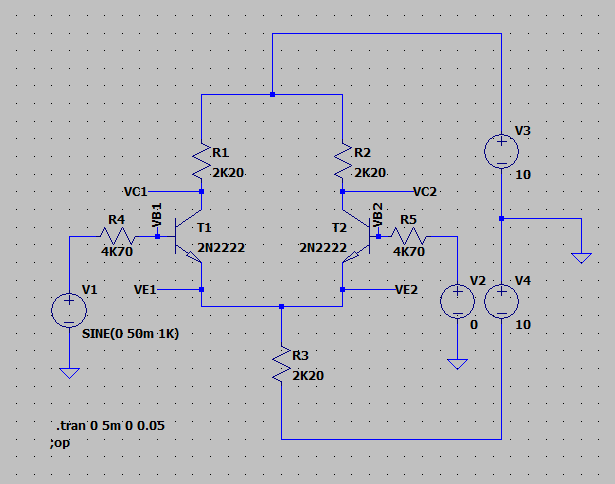 V3
10
R1
2K20
R2
2K20
VC1
VC2
VB1
VB2
T1
2N2222
T2
2N2222
R4
4K70
R5
4K70
V1
SINE(0 50m 1K)
VE1
VE2
V2
0
V4
10
R3
2K20
.tran 0 5m 0 0.05
;op